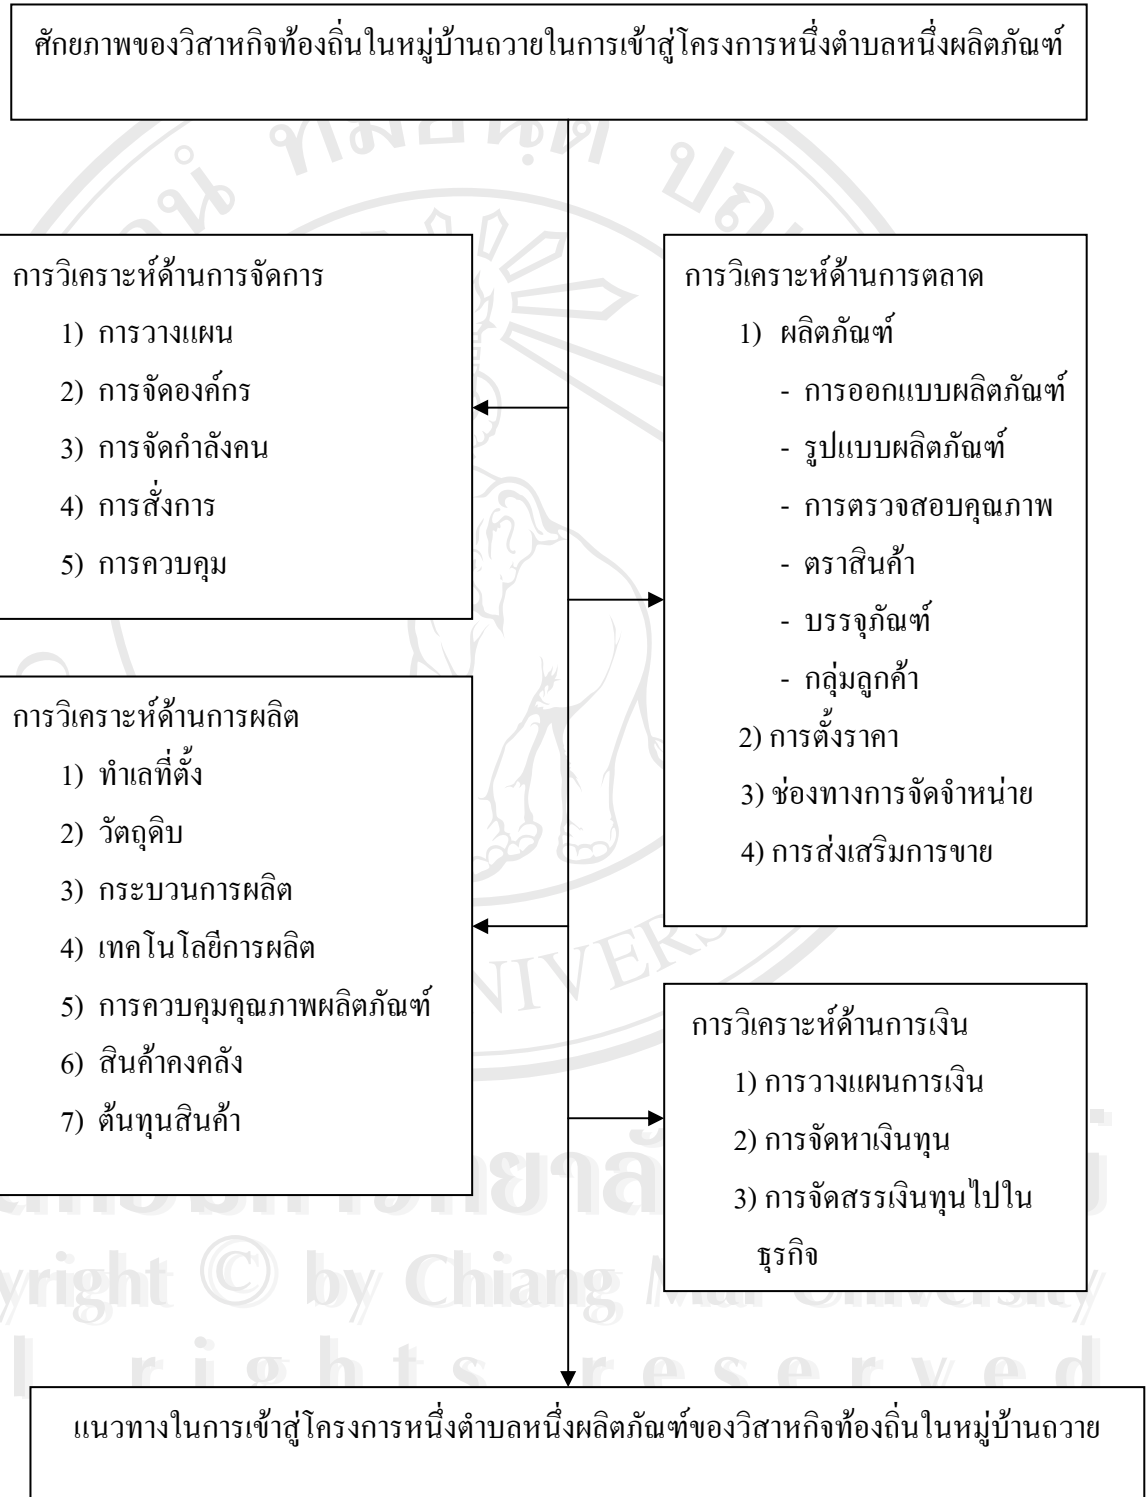 ศักยภาพของวิสาหกิจท้องถิ่นในหมู่บ้านถวายในการเข้าสู่โครงการหนึ่งตำบลหนึ่งผลิตภัณฑ์
การวิเคราะห์ด้านการจัดการ
1) การวางแผน
2) การจัดองค์กร
3) การจัดกำลังคน
4) การสั่งการ
5) การควบคุม
การวิเคราะห์ด้านการตลาด
1) ผลิตภัณฑ์
- การออกแบบผลิตภัณฑ์
- รูปแบบผลิตภัณฑ์
- การตรวจสอบคุณภาพ
- ตราสินค้า
- บรรจุภัณฑ์
- กลุ่มลูกค้า
2) การตั้งราคา
3) ช่องทางการจัดจำหน่าย
4) การส่งเสริมการขาย
การวิเคราะห์ด้านการผลิต
1) ทำเลที่ตั้ง
2) วัตถุดิบ
3) กระบวนการผลิต
4) เทคโนโลยีการผลิต
5) การควบคุมคุณภาพผลิตภัณฑ์
6) สินค้าคงคลัง
7) ต้นทุนสินค้า
การวิเคราะห์ด้านการเงิน
1) การวางแผนการเงิน
2) การจัดหาเงินทุน
3) การจัดสรรเงินทุนไปใน
ธุรกิจ
by Chiang Mai University
rights reserved
แนวทางในการเข้าสู่โครงการหนึ่งตำบลหนึ่งผลิตภัณฑ์ของวิสาหกิจท้องถิ่นในหมู่บ้านถวาย